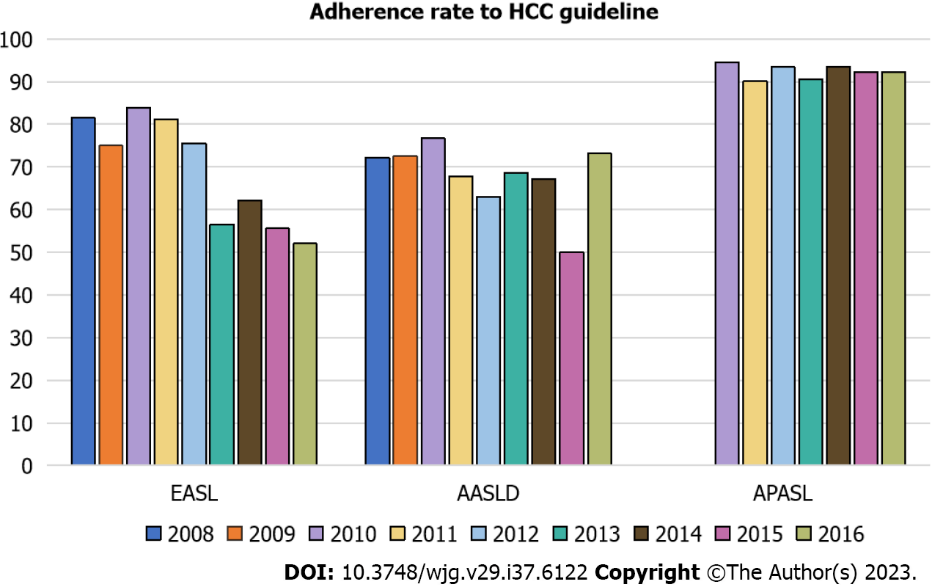 Adherence rate to HCC guideline
100
90
80
70
60
50
40
30
20
10
0
EASL AASLD APASL
2008 2009 2010 2011 2012 2013 2014 2015 2016
DOI: 10.3748/wjg.v29.i37.6122 Copyright ©The Author(s) 2023.